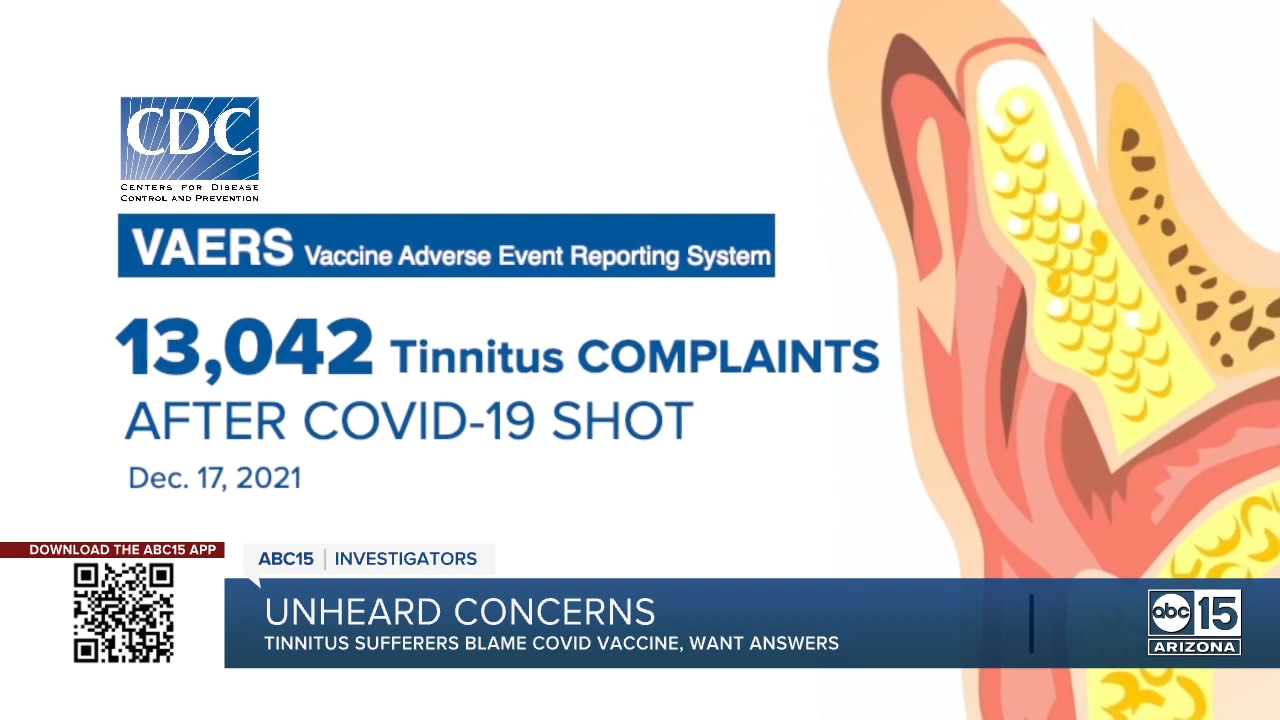 CDC
CENTERS FOR DISEASE
CONTROL AND PREVENTION
VAERS Vaccine Adverse Event Reporting System
13,042 Tinnitus COMPLAINTS
AFTER COVID-19 SHOT
Dec. 17, 2021
DOWNLOAD THE ABC15 APP
ABC15 | INVESTIGATORS
UNHEARD CONCERNS
TINNITUS SUFFERERS BLAME COVID VACCINE, WANT ANSWERS
abc 15
ARIZONA